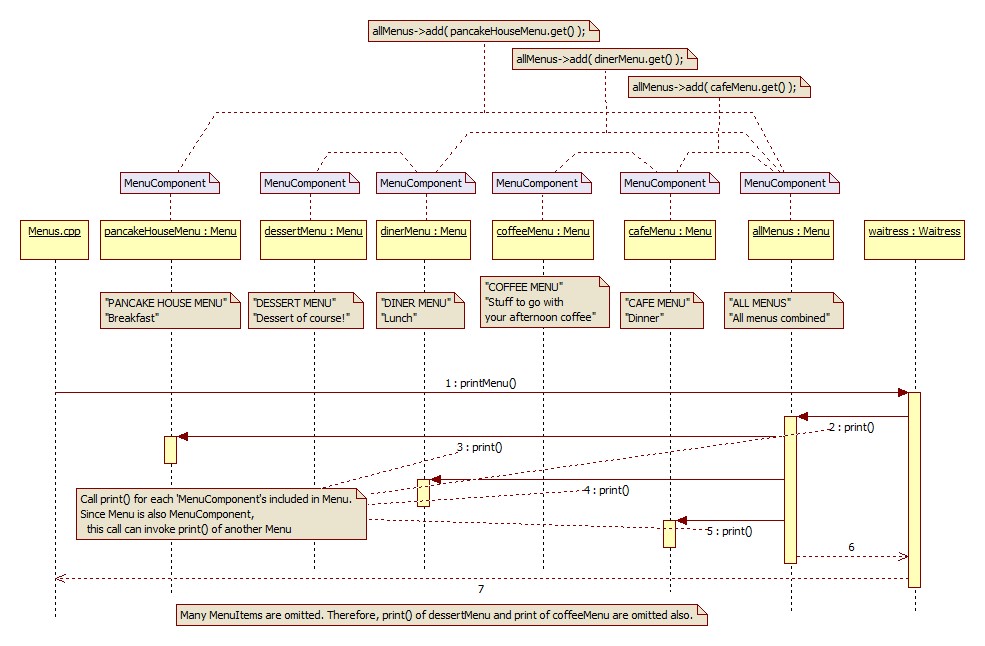 allMenus->add( pancakeHouseMenu.get() );
allMenus->add( dinerMenu.get() );
allMenus->add( cafeMenu.get() );
MenuComponent
MenuComponent
MenuComponent
MenuComponent
MenuComponent
MenuComponent
Menus.cpp
pancakeHouseMenu : Menu
dessertMenu : Menu
dinerMenu : Menu
coffeeMenu : Menu
cafeMenu : Menu
allMenus : Menu
waitress : Waitress
"PANCAKE HOUSE MENU"
"Breakfast"
"DESSERT MENU"
"Dessert of course!"
"DINER MENU"
"Lunch"
"COFFEE MENU"
"Stuff to go with
your afternoon coffee"
"CAFE MENU"
"Dinner"
"ALL MENUS"
"All menus combined"
1 : printMenu()
2 : print()
3 : print()
4 : print()
Call print() for each 'MenuComponent's included in Menu.
Since Menu is also MenuComponent,
this call can invoke print() of another Menu
5 : print()
6
7
Many MenuItems are omitted. Therefore, print() of dessertMenu and print of coffeeMenu are omitted also.